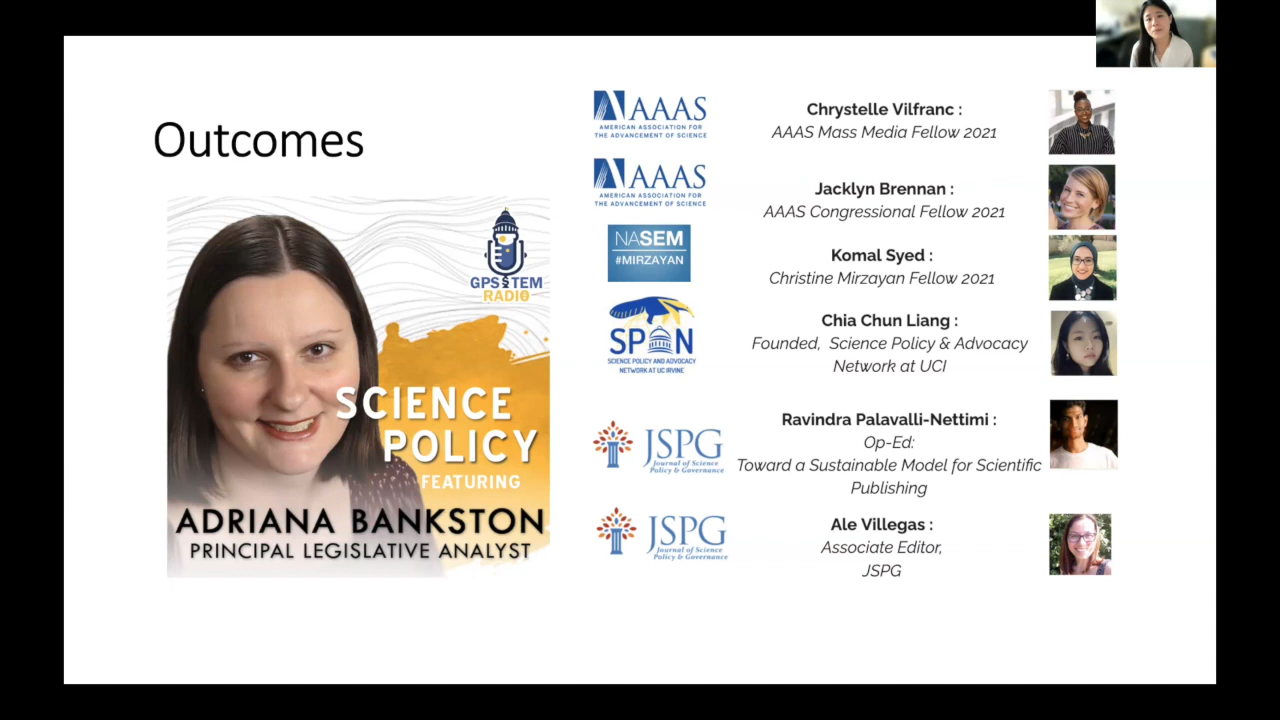 Outcomes
GPSSTEM
RADIO
SCIENCE
POLICY
FEATURING
ADRIANA BANKSTON
PRINCIPAL LEGISLATIVE ANALYST
AAAS
AMERICAN ASSOCIATION FOR
THE ADVANCEMENT OF SCIENCE
Chrystelle Vilfranc :
AAAS Mass Media Fellow 2021
AAAS
AMERICAN ASSOCIATION FOR
THE ADVANCEMENT OF SCIENCE
Jacklyn Brennan :
AAAS Congressional Fellow 2021
NASEM
#MIRZAYAN
Komal Syed :
Christine Mirzayan Fellow 2021
SPAN
SCIENCE POLICY AND ADVOCACY
NETWORK AT UC IRVINE
Chia Chun Liang :
Founded, Science Policy & Advocacy
Network at UCI
JSPG
Journal of Science
Policy & Governance
Ravindra Palavalli-Nettimi :
Op-Ed:
Toward a Sustainable Model for Scientific
Publishing
JSPG
Journal of Science
Policy & Governance
Ale Villegas :
Associate Editor,
JSPG